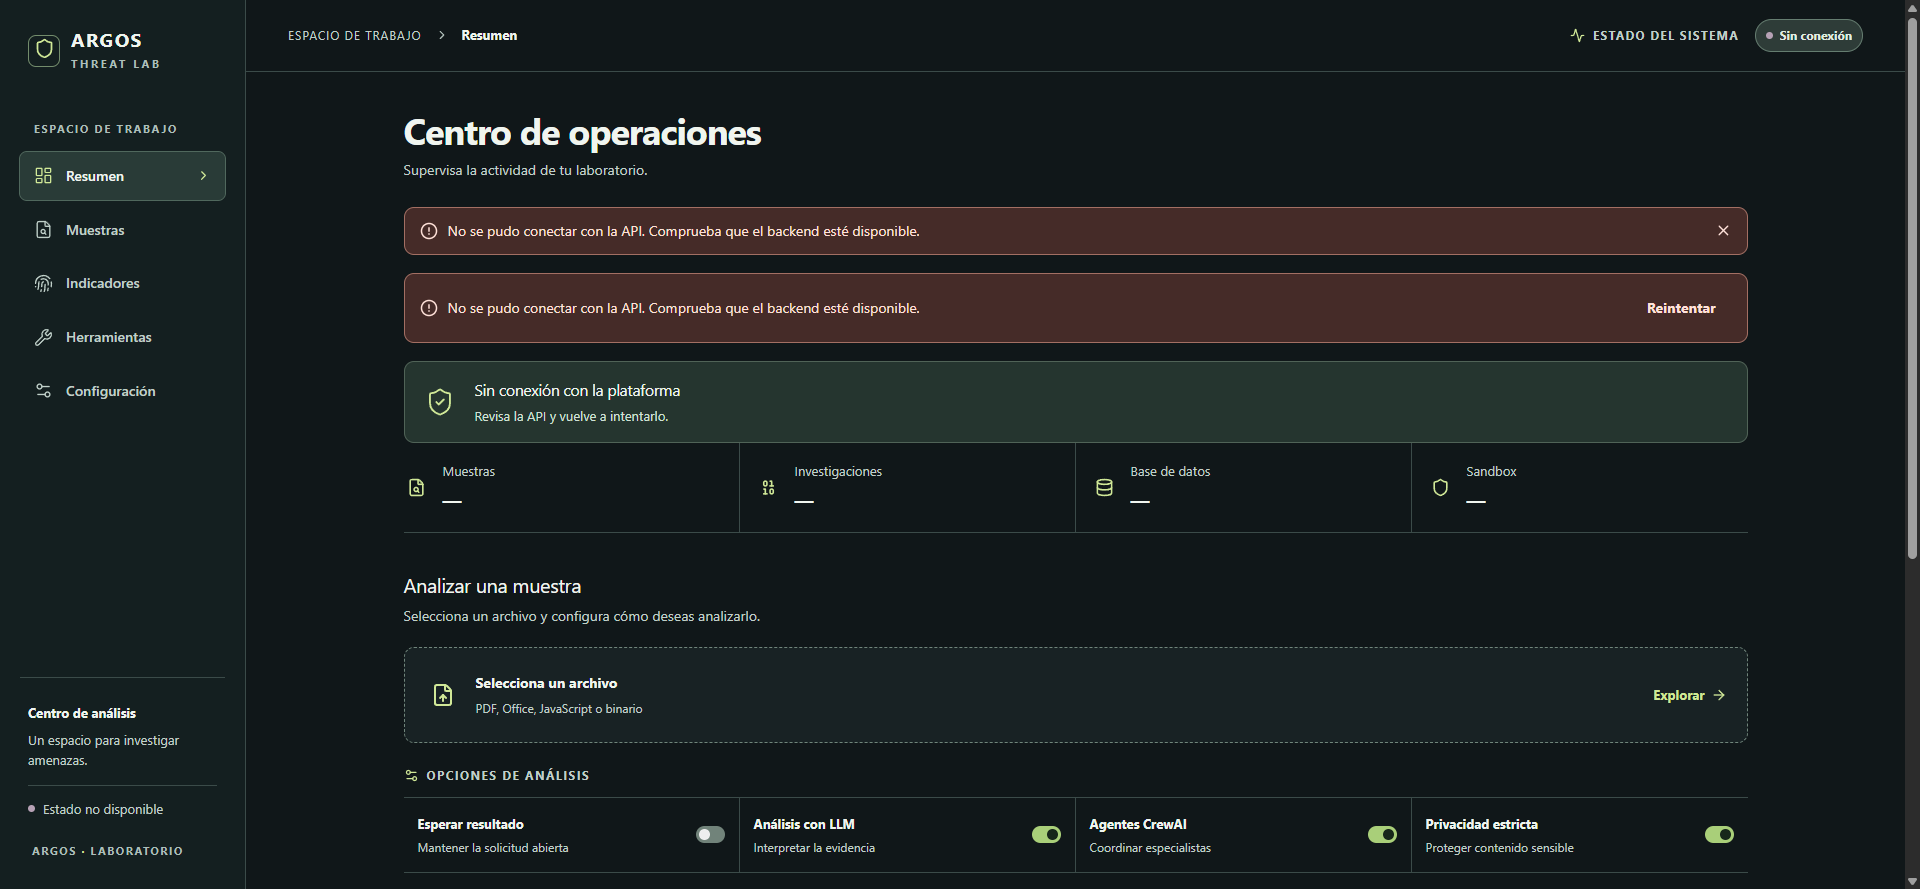 ARGOS
THREAT LAB
ESPACIO DE TRABAJO
Resumen
Muestras
Indicadores
Herramientas
Configuración
Centro de análisis
Un espacio para investigar
amenazas.
Estado no disponible
ARGOS · LABORATORIO
ESPACIO DE TRABAJO
Resumen
ESTADO DEL SISTEMA
Sin conexión
Centro de operaciones
Supervisa la actividad de tu laboratorio.
No se pudo conectar con la API. Comprueba que el backend esté disponible.
No se pudo conectar con la API. Comprueba que el backend esté disponible.
Reintentar
Sin conexión con la plataforma
Revisa la API y vuelve a intentarlo.
Muestras
—
Investigaciones
—
Base de datos
—
Sandbox
—
Analizar una muestra
Selecciona un archivo y configura cómo deseas analizarlo.
Selecciona un archivo
PDF, Office, JavaScript o binario
Explorar
OPCIONES DE ANÁLISIS
Esperar resultado
Mantener la solicitud abierta
Análisis con LLM
Interpretar la evidencia
Agentes CrewAI
Coordinar especialistas
Privacidad estricta
Proteger contenido sensible